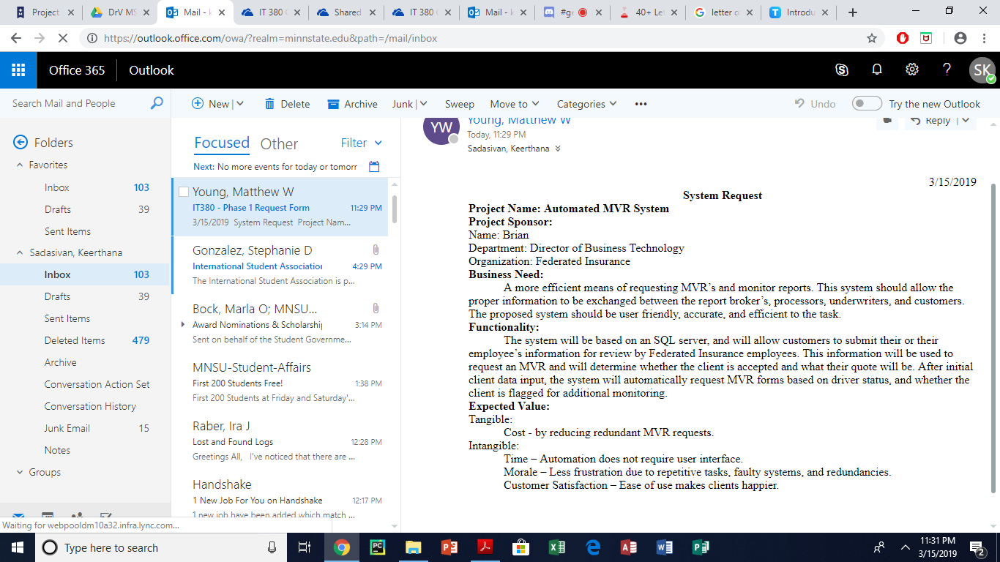 Project
DrV MS
Mail - k
IT 380 (
Shared
IT 380 (
Mail - k
#ge
40+ Let
letter o
Introdu
https://outlook.office.com/owa/?realm=minnstate.edu&path=/mail/inbox
Office 365
Outlook
SK
Search Mail and People
New
Delete
Archive
Junk
Sweep
Move to
Categories
Undo
Try the new Outlook
Folders
Favorites
Inbox 103
Drafts 39
Sent Items
Sadasivan, Keerthana
Inbox 103
Drafts 39
Sent Items
Deleted Items 479
Archive
Conversation Action Set
Conversation History
Junk Email 15
Notes
Groups
Focused Other Filter
Next: No more events for today or tomorr
Young, Matthew W
IT380 - Phase 1 Request Form 11:29 PM
3/15/2019 System Request Project Nam...
Gonzalez, Stephanie D
International Student Association 4:29 PM
The International Student Association is p...
Bock, Marla O; MNSU...
Award Nominations & Scholarship 3:14 PM
Sent on behalf of the Student Governme...
MNSU-Student-Affairs
First 200 Students Free! 1:38 PM
First 200 Students at Friday and Saturday'...
Raber, Ira J
Lost and Found Logs 12:28 PM
Greetings All, I've noticed that there are ...
Handshake
1 New Job For You on Handshake 12:17 PM
1 new job have been added which match ...
YW
Young, Matthew W
Reply
Today, 11:29 PM
Sadasivan, Keerthana
3/15/2019
System Request
Project Name: Automated MVR System
Project Sponsor:
Name: Brian
Department: Director of Business Technology
Organization: Federated Insurance
Business Need:
A more efficient means of requesting MVR's and monitor reports. This system should allow the
proper information to be exchanged between the report broker's, processors, underwriters, and customers.
The proposed system should be user friendly, accurate, and efficient to the task.
Functionality:
The system will be based on an SQL server, and will allow customers to submit their or their
employee's information for review by Federated Insurance employees. This information will be used to
request an MVR and will determine whether the client is accepted and what their quote will be. After initial
client data input, the system will automatically request MVR forms based on driver status, and whether the
client is flagged for additional monitoring.
Expected Value:
Tangible:
Cost - by reducing redundant MVR requests.
Intangible:
Time – Automation does not require user interface.
Morale – Less frustration due to repetitive tasks, faulty systems, and redundancies.
Customer Satisfaction – Ease of use makes clients happier.
Waiting for webpooldm10a32.infra.lync.com...
Type here to search
11:31 PM
3/15/2019
2